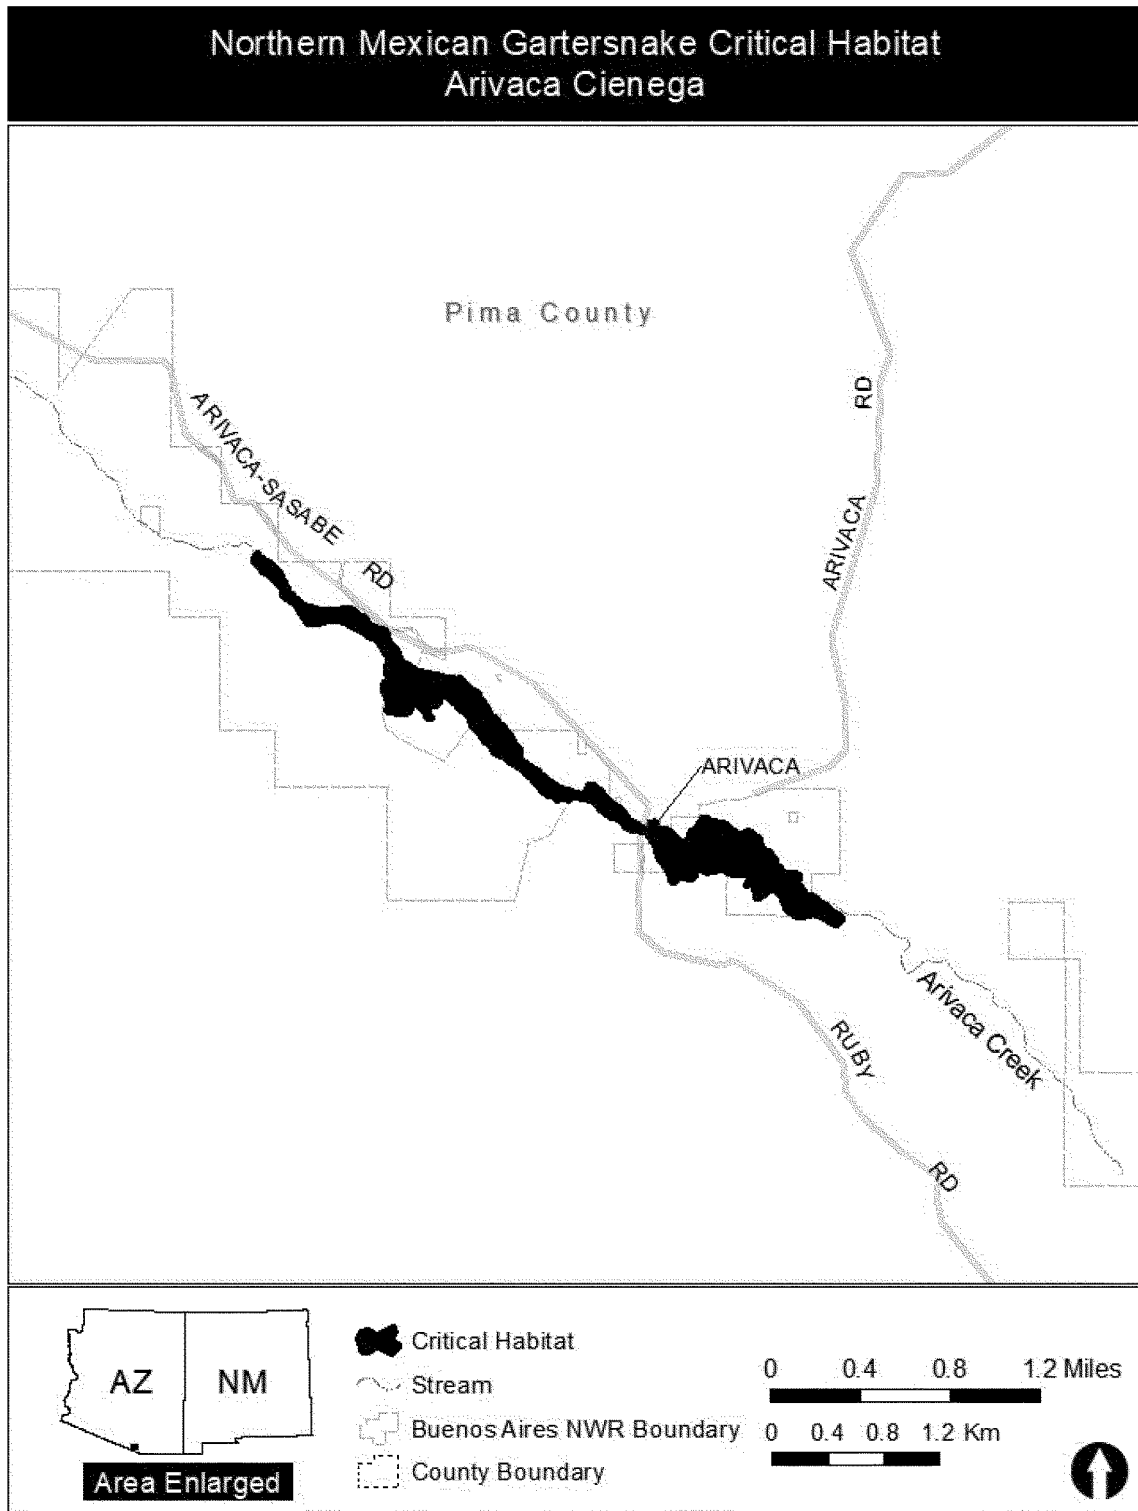 Northern Mexican Gartersnake Critical Habitat
Arivaca Cienega
Pima County
RD
ARIVACA-SASABE
RD
ARIVACA
ARIVACA
Arivaca Creek
RUBY
RD
AZ
NM
Area Enlarged
Critical Habitat
Stream
Buenos Aires NWR Boundary
County Boundary
0 0.4 0.8 1.2 Miles
0 0.4 0.8 1.2 Km